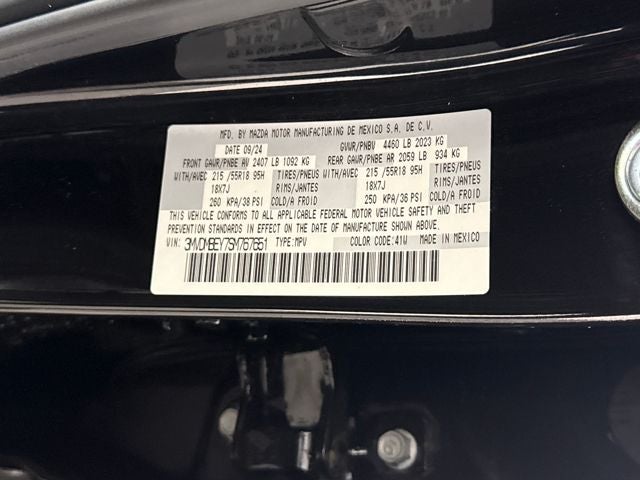 MFD. BY MAZDA MOTOR MANUFACTURING DE MEXICO S.A. DE C.V.
DATE 09/24 GVWR/PNBV 4460 LB 2023 KG
FRONT GAWR/PNBE AV 2407 LB 1092 KG REAR GAWR/PNBE AR 2059 LB 934 KG
WITH/AVEC 215 /55R18 95H TIRES/PNEUS WITH/AVEC 215 /55R18 95H TIRES/PNEUS
18X7J RIMS/JANTES 18X7J RIMS/JANTES
260 KPA/38 PSI COLD/A FROID 250 KPA/36 PSI COLD/A FROID
THIS VEHICLE CONFORMS TO ALL APPLICABLE FEDERAL MOTOR VEHICLE SAFETY AND THEFT
PREVENTION STANDARDS IN EFFECT ON THE DATE OF MANUFACTURE SHOWN ABOVE.
VIN: 3MVDMBEY7SM767651 TYPE:MPV COLOR CODE:41W MADE IN MEXICO